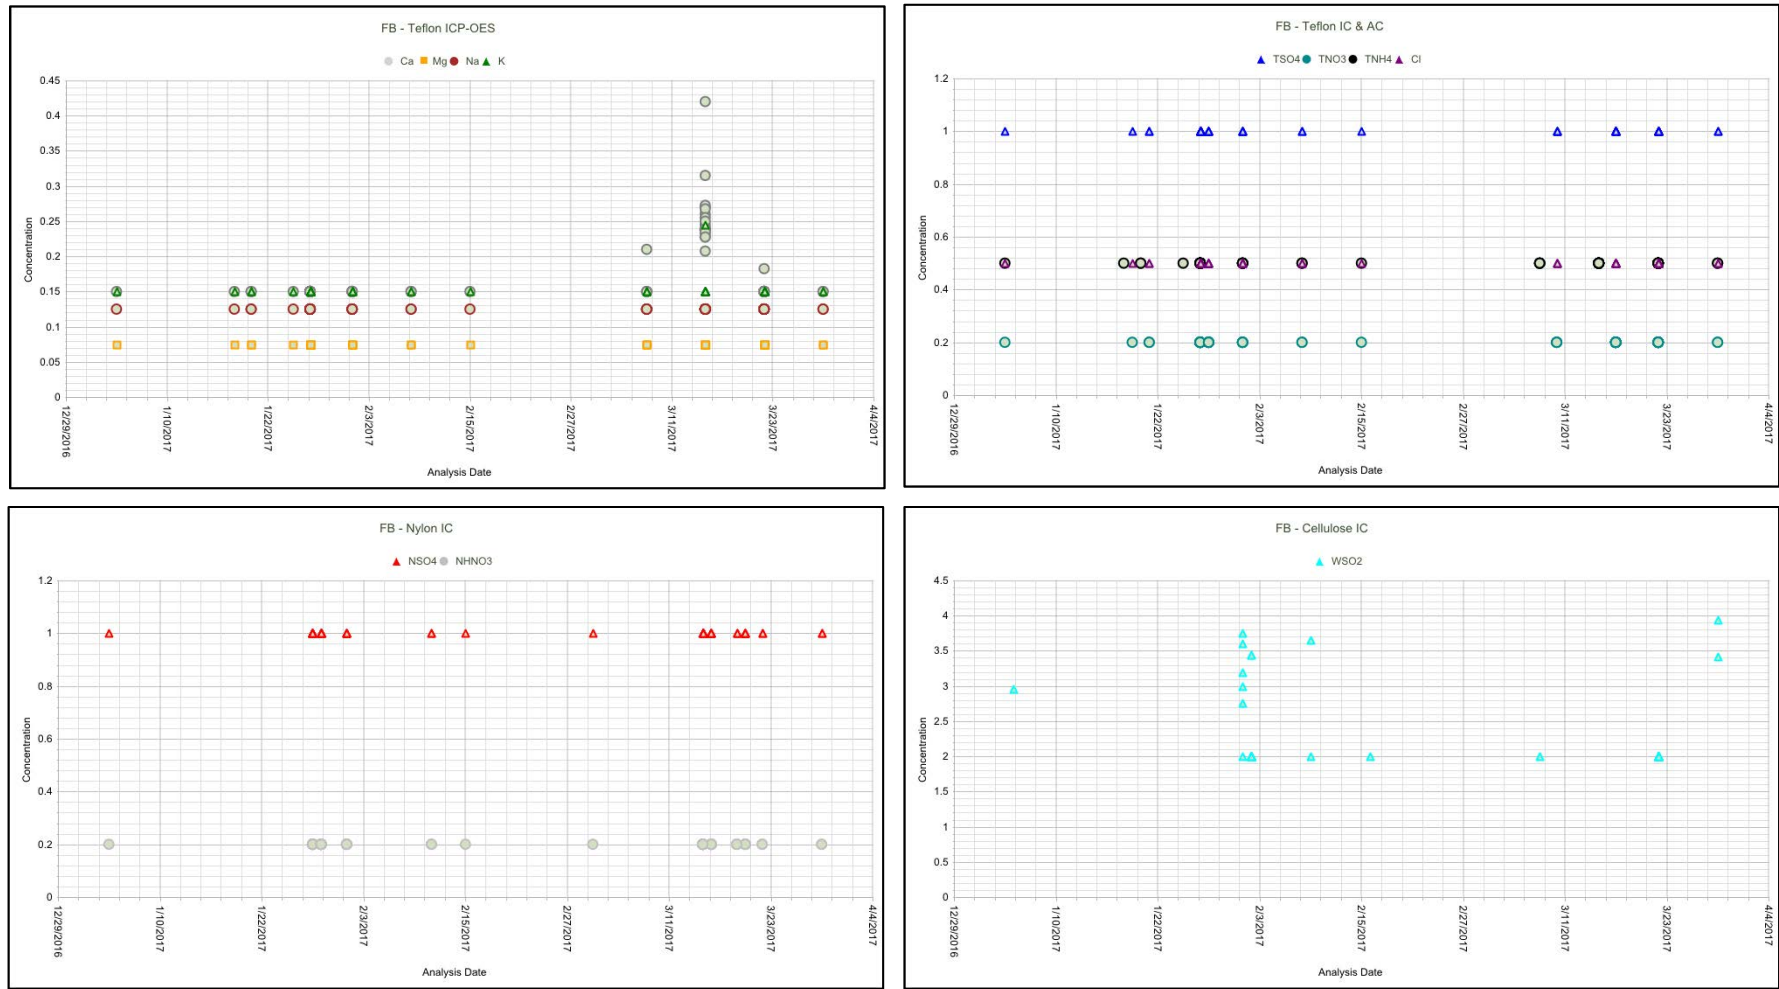 FB - Teflon ICP-OES
Ca Mg Na K
0.45
0.4
0.35
0.3
0.25
0.2
0.15
0.1
0.05
0
Concentration
12/29/2016 1/10/2017 1/22/2017 2/3/2017 2/15/2017 2/27/2017 3/11/2017 3/23/2017 4/4/2017
Analysis Date
FB - Teflon IC & AC
TSO4 TNO3 TNH4 Cl
1.2
1
0.8
0.6
0.4
0.2
0
Concentration
12/29/2016 1/10/2017 1/22/2017 2/3/2017 2/15/2017 2/27/2017 3/11/2017 3/23/2017 4/4/2017
Analysis Date
FB - Nylon IC
NSO4 NHNO3
1.2
1
0.8
0.6
0.4
0.2
0
Concentration
12/29/2016 1/10/2017 1/22/2017 2/3/2017 2/15/2017 2/27/2017 3/11/2017 3/23/2017 4/4/2017
Analysis Date
FB - Cellulose IC
WSO2
4.5
4
3.5
3
2.5
2
1.5
1
0.5
0
Concentration
12/29/2016 1/10/2017 1/22/2017 2/3/2017 2/15/2017 2/27/2017 3/11/2017 3/23/2017 4/4/2017
Analysis Date